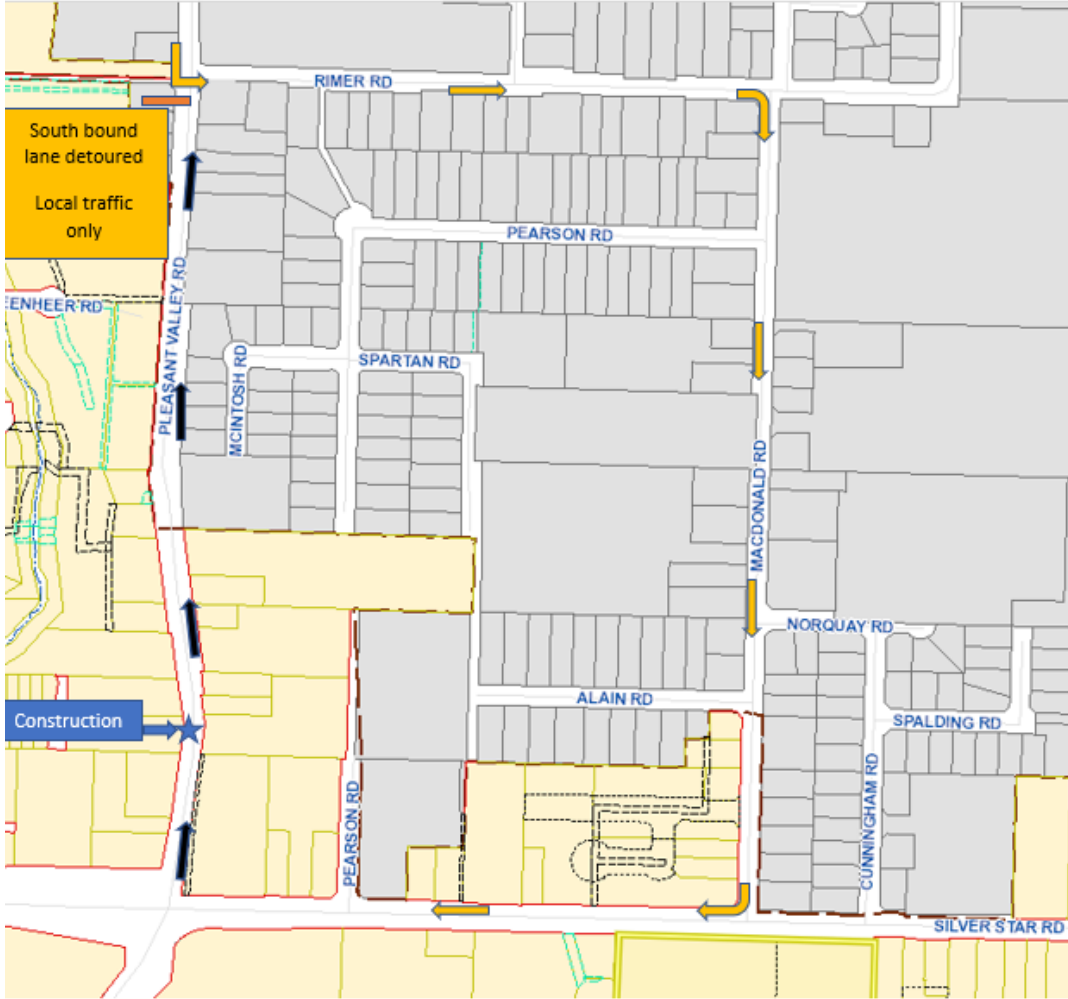 RIMER RD
South bound
lane detoured
Local traffic
only
PEARSON RD
EENHEER RD
PLEASANT VALLEY RD
SPARTAN RD
MCINTOSH RD
MACDONALD RD
NORQUAY RD
ALAIN RD
Construction
SPALDING RD
PEARSON RD
CUNNINGHAM RD
SILVER STAR RD